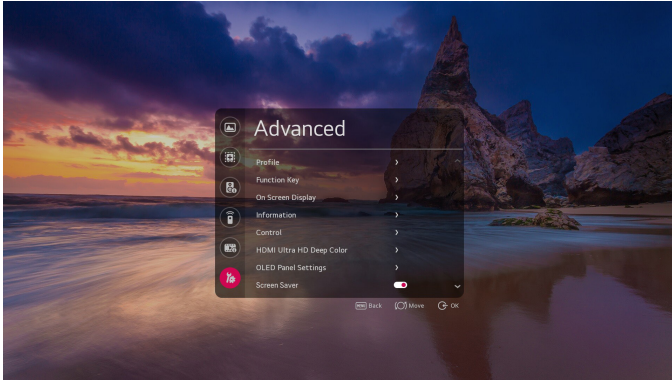 Advanced
Profile
Function Key
On Screen Display
Information
Control
HDMI Ultra HD Deep Color
OLED Panel Settings
Screen Saver
MENU Back Move OK